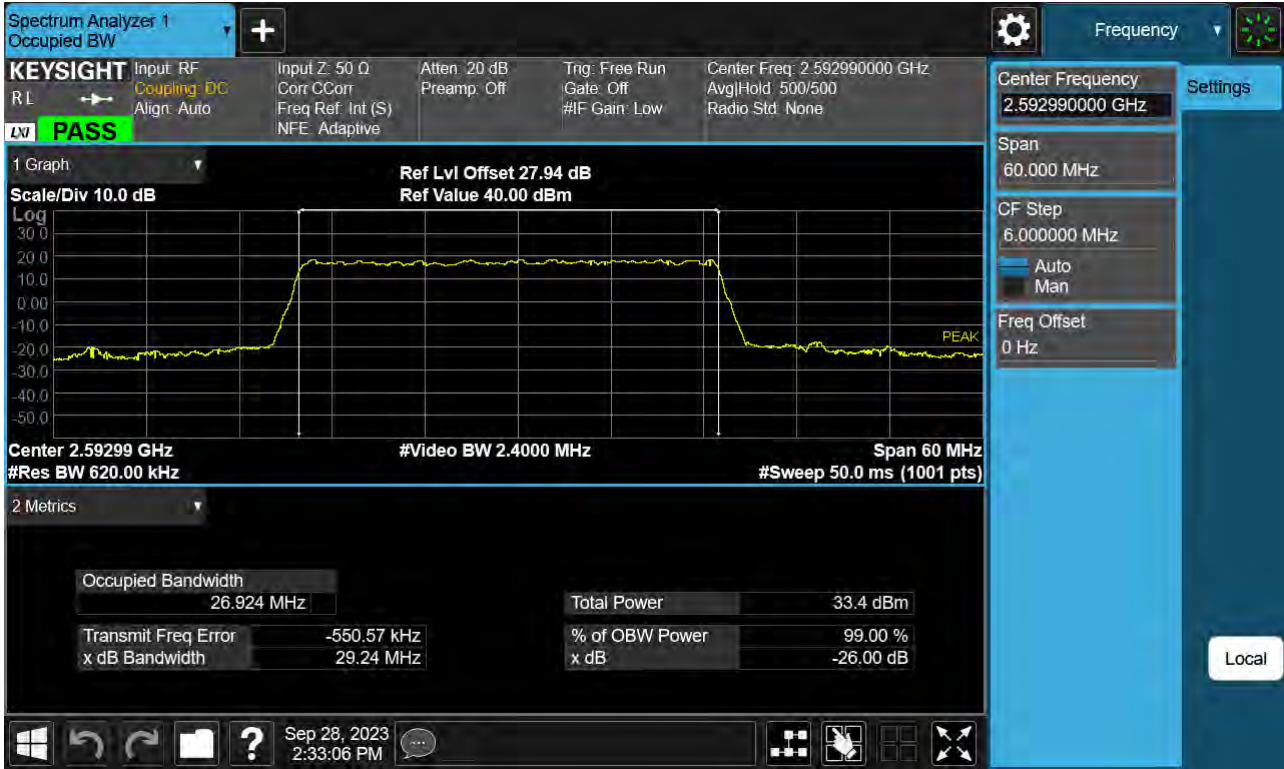 Spectrum Analyzer 1
Occupied BW
+
Frequency
KEYSIGHT
RL
LXI PASS
Input: RF
Coupling: DC
Align: Auto
Input Z: 50 Ω
Corr CCorr
Freq Ref: Int (S)
NFE: Adaptive
Atten: 20 dB
Preamp: Off
Trig: Free Run
Gate: Off
#IF Gain: Low
Center Freq: 2.592990000 GHz
Avg|Hold: 500/500
Radio Std: None
Center Frequency
2.592990000 GHz
Settings
Span
60.000 MHz
CF Step
6.000000 MHz
Auto
Man
Freq Offset
0 Hz
Local
1 Graph
Scale/Div 10.0 dB
Ref Lvl Offset 27.94 dB
Ref Value 40.00 dBm
Log
30.0
20.0
10.0
0.00
-10.0
-20.0
-30.0
-40.0
-50.0
PEAK
Center 2.59299 GHz
#Video BW 2.4000 MHz
Span 60 MHz
#Res BW 620.00 kHz
#Sweep 50.0 ms (1001 pts)
2 Metrics
Occupied Bandwidth
26.924 MHz
Total Power 33.4 dBm
Transmit Freq Error -550.57 kHz
% of OBW Power 99.00 %
x dB Bandwidth 29.24 MHz
x dB -26.00 dB
?
Sep 28, 2023
2:33:06 PM